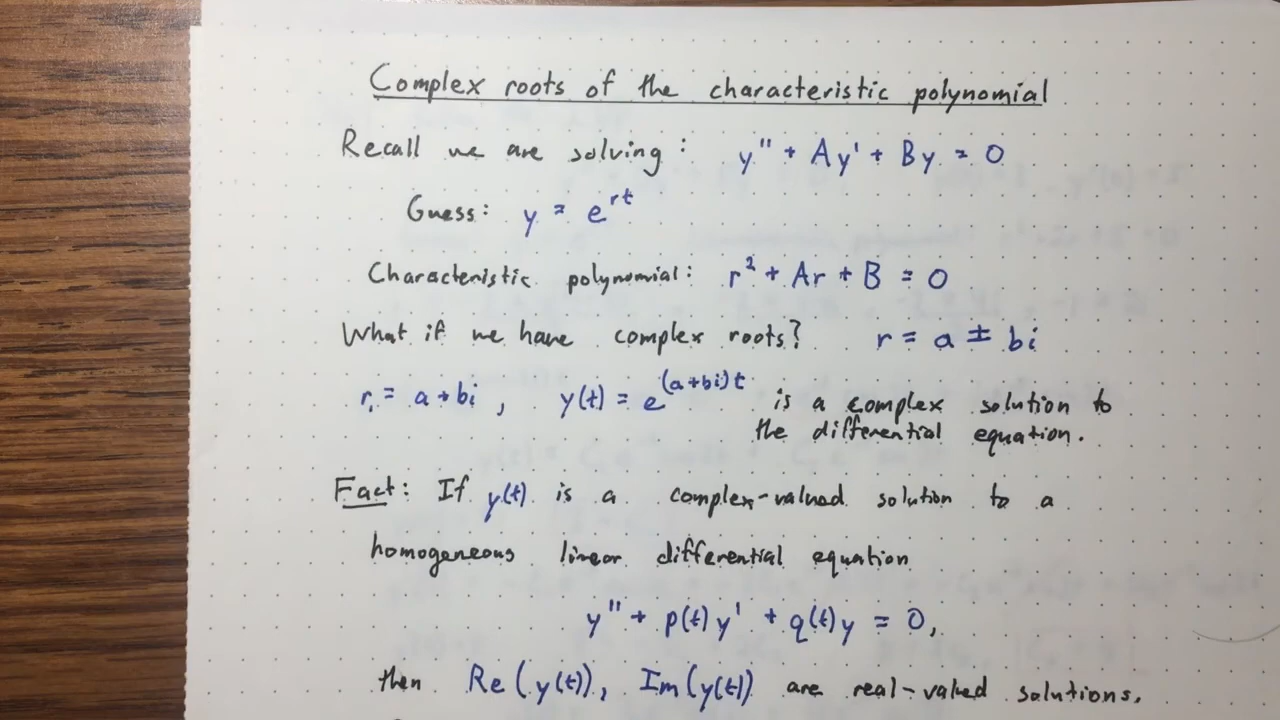 Complex roots of the characteristic polynomial
Recall we are solving: y'' + Ay' + By = 0
Guess: y = e^{rt}
Characteristic polynomial: r² + Ar + B = 0
What if we have complex roots? r = a ± bi
r₁ = a + bi, y(t) = e^{(a+bi)t} is a complex solution to
the differential equation.
Fact: If y(t) is a complex-valued solution to a
homogeneous linear differential equation
y'' + p(t)y' + q(t)y = 0,
then Re(y(t)), Im(y(t)) are real-valued solutions.